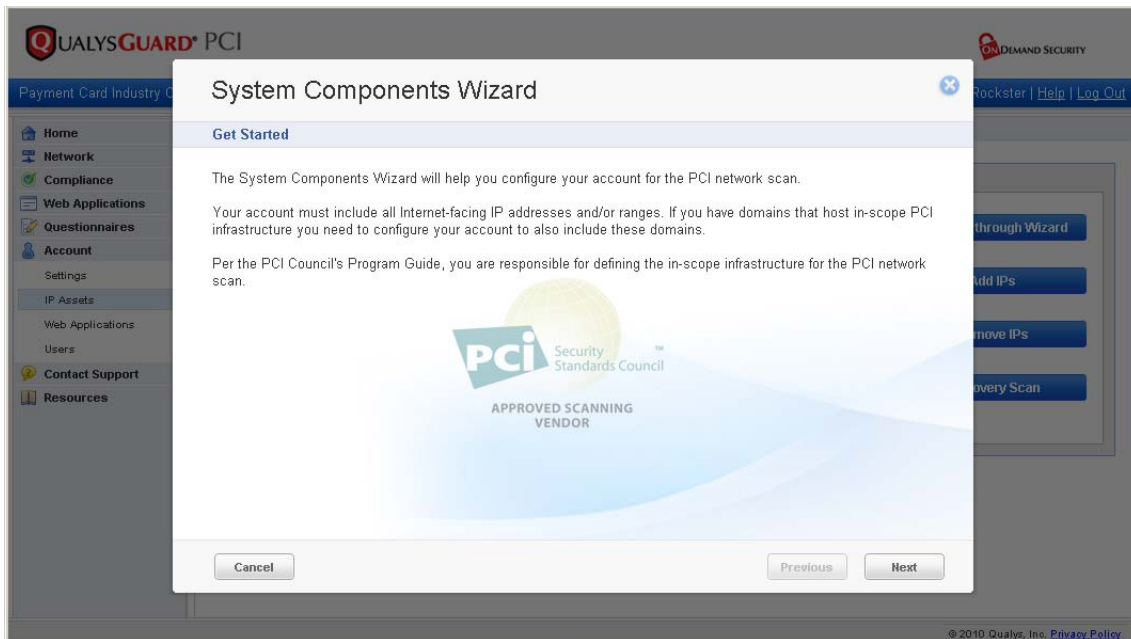 QUALYSGUARD® PCI
ONDEMAND SECURITY
Payment Card Industry
Rockster | Help | Log Out
Home
Network
Compliance
Web Applications
Questionnaires
Account
Settings
IP Assets
Web Applications
Users
Contact Support
Resources
through Wizard
Add IPs
move IPs
overy Scan
System Components Wizard
Get Started
The System Components Wizard will help you configure your account for the PCI network scan.
Your account must include all Internet-facing IP addresses and/or ranges. If you have domains that host in-scope PCI
infrastructure you need to configure your account to also include these domains.
Per the PCI Council's Program Guide, you are responsible for defining the in-scope infrastructure for the PCI network
scan.
PCI Security ™
Standards Council
APPROVED SCANNING
VENDOR
Cancel
Previous
Next
© 2010 Qualys, Inc. Privacy Policy